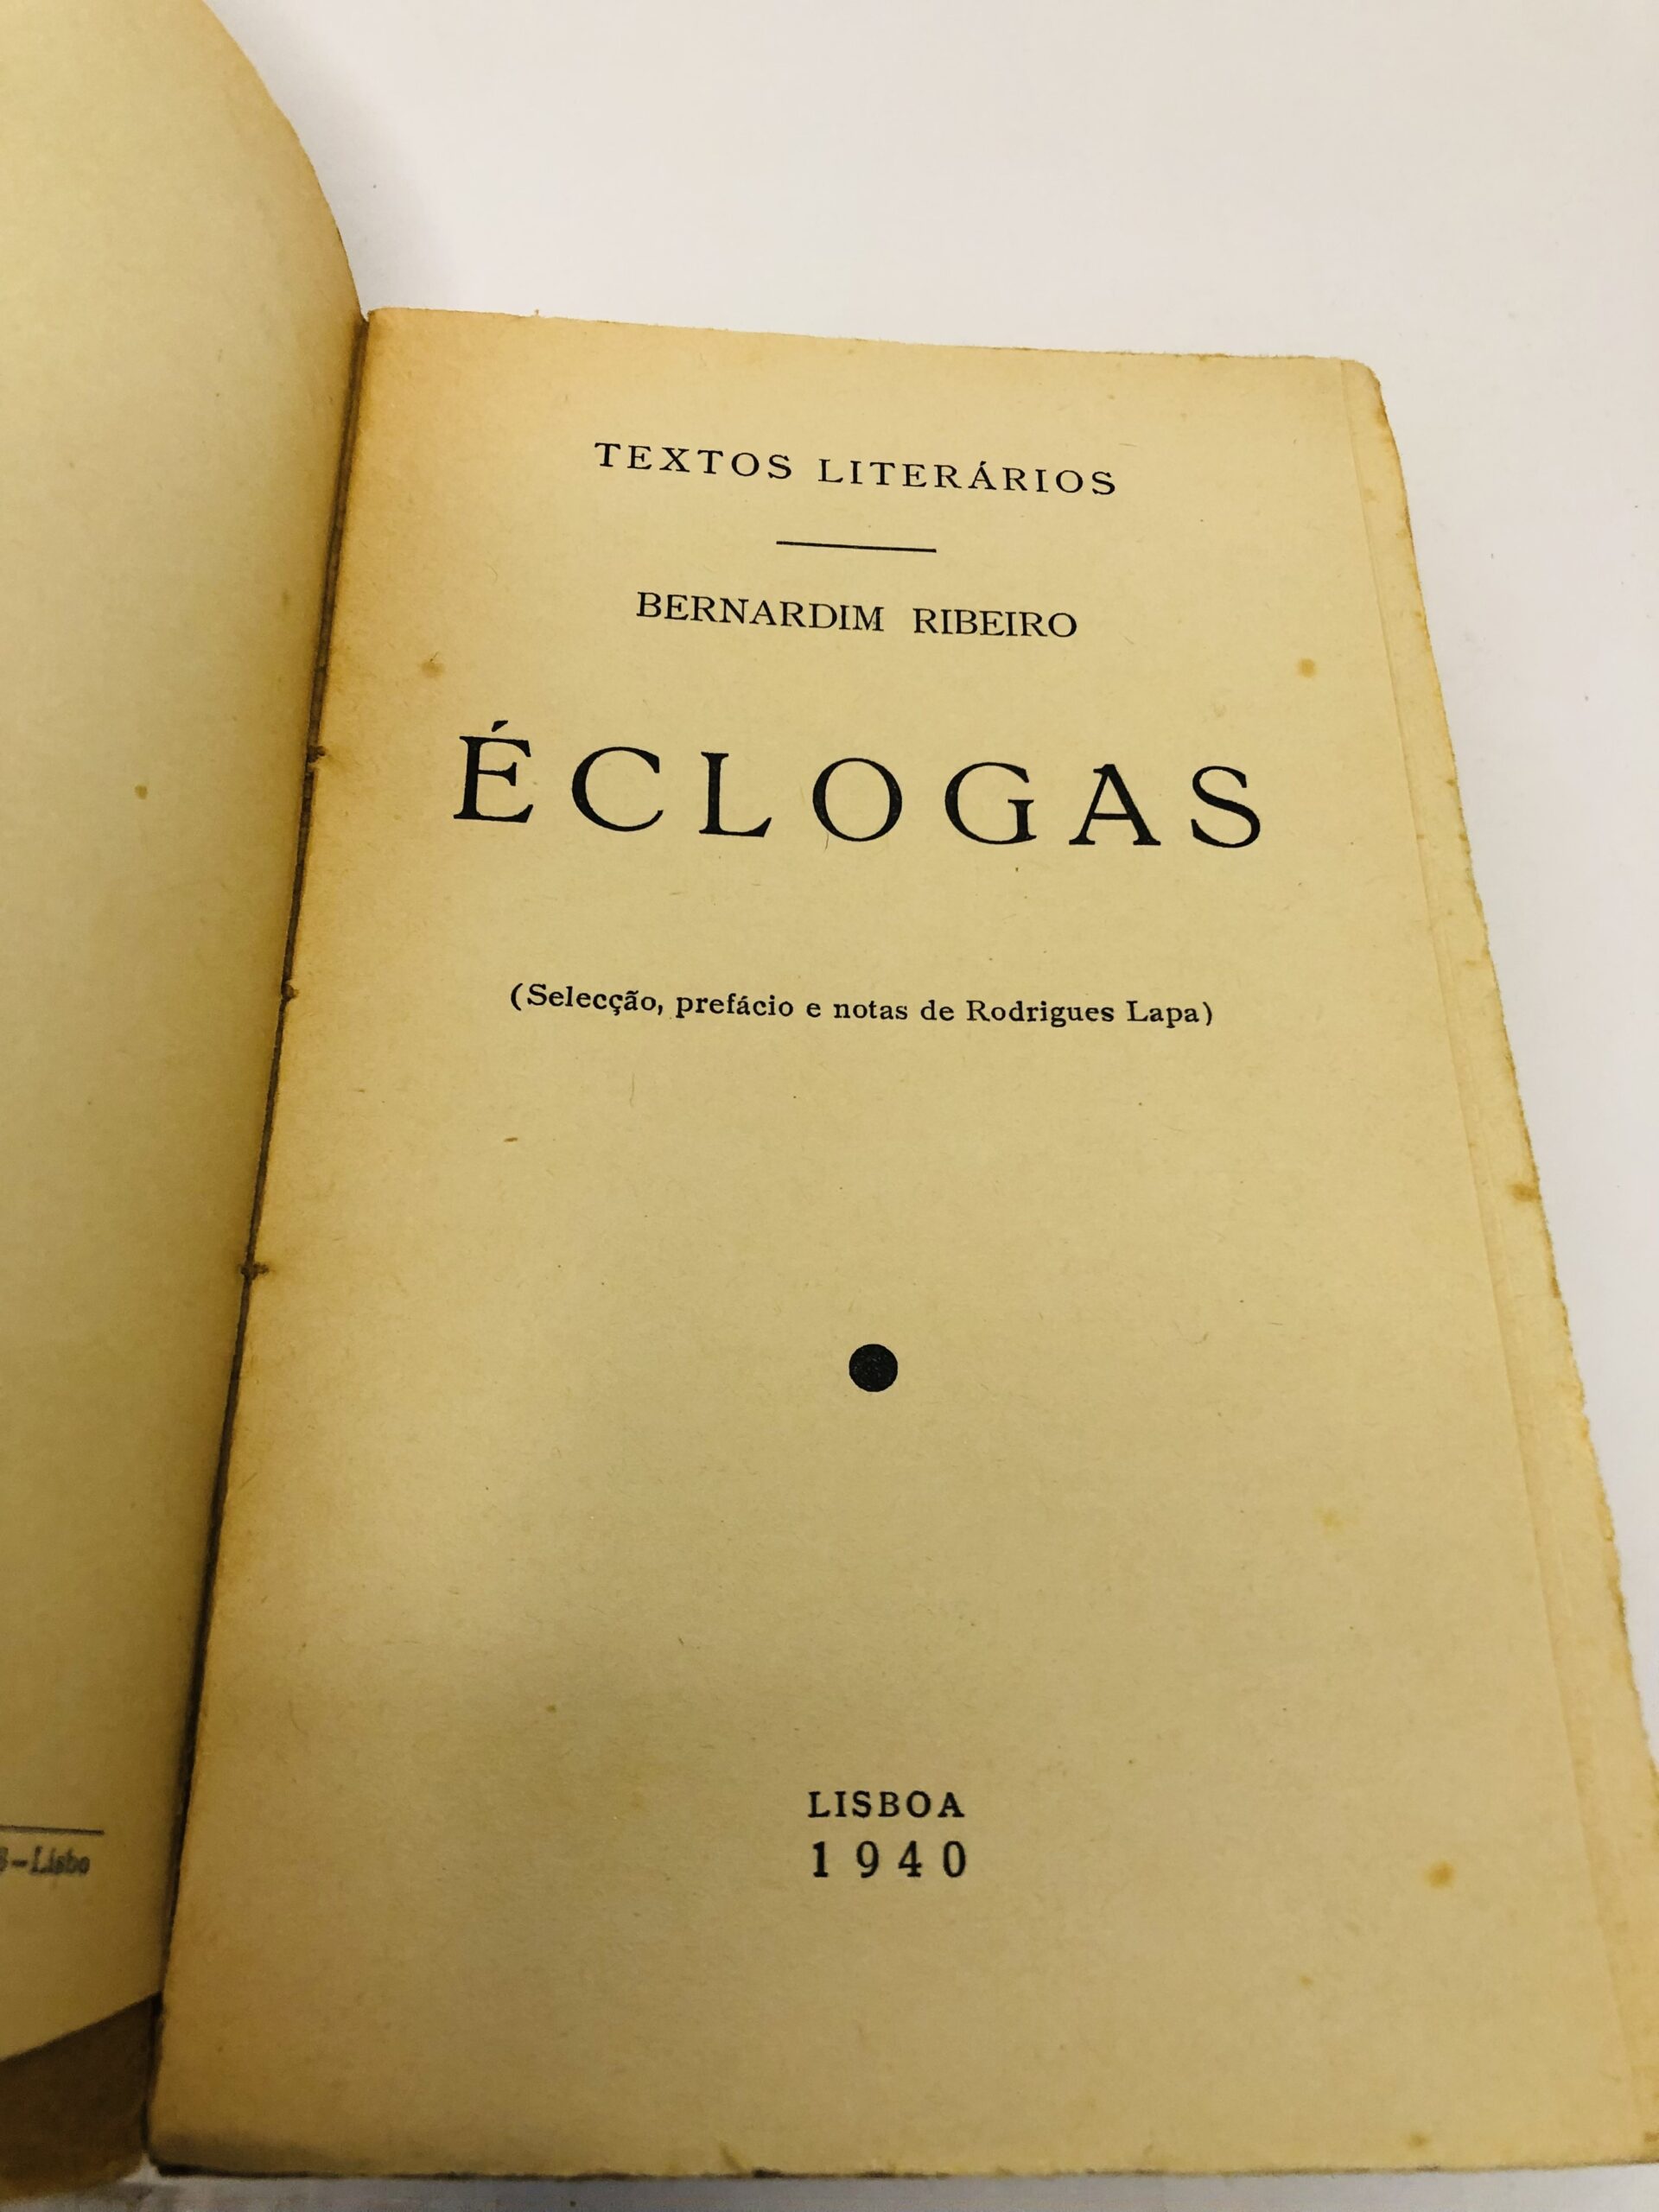 TEXTOS LITERÁRIOS
BERNARDIM RIBEIRO
ÉCLOGAS
(Selecção, prefácio e notas de Rodrigues Lapa)
LISBOA
1940